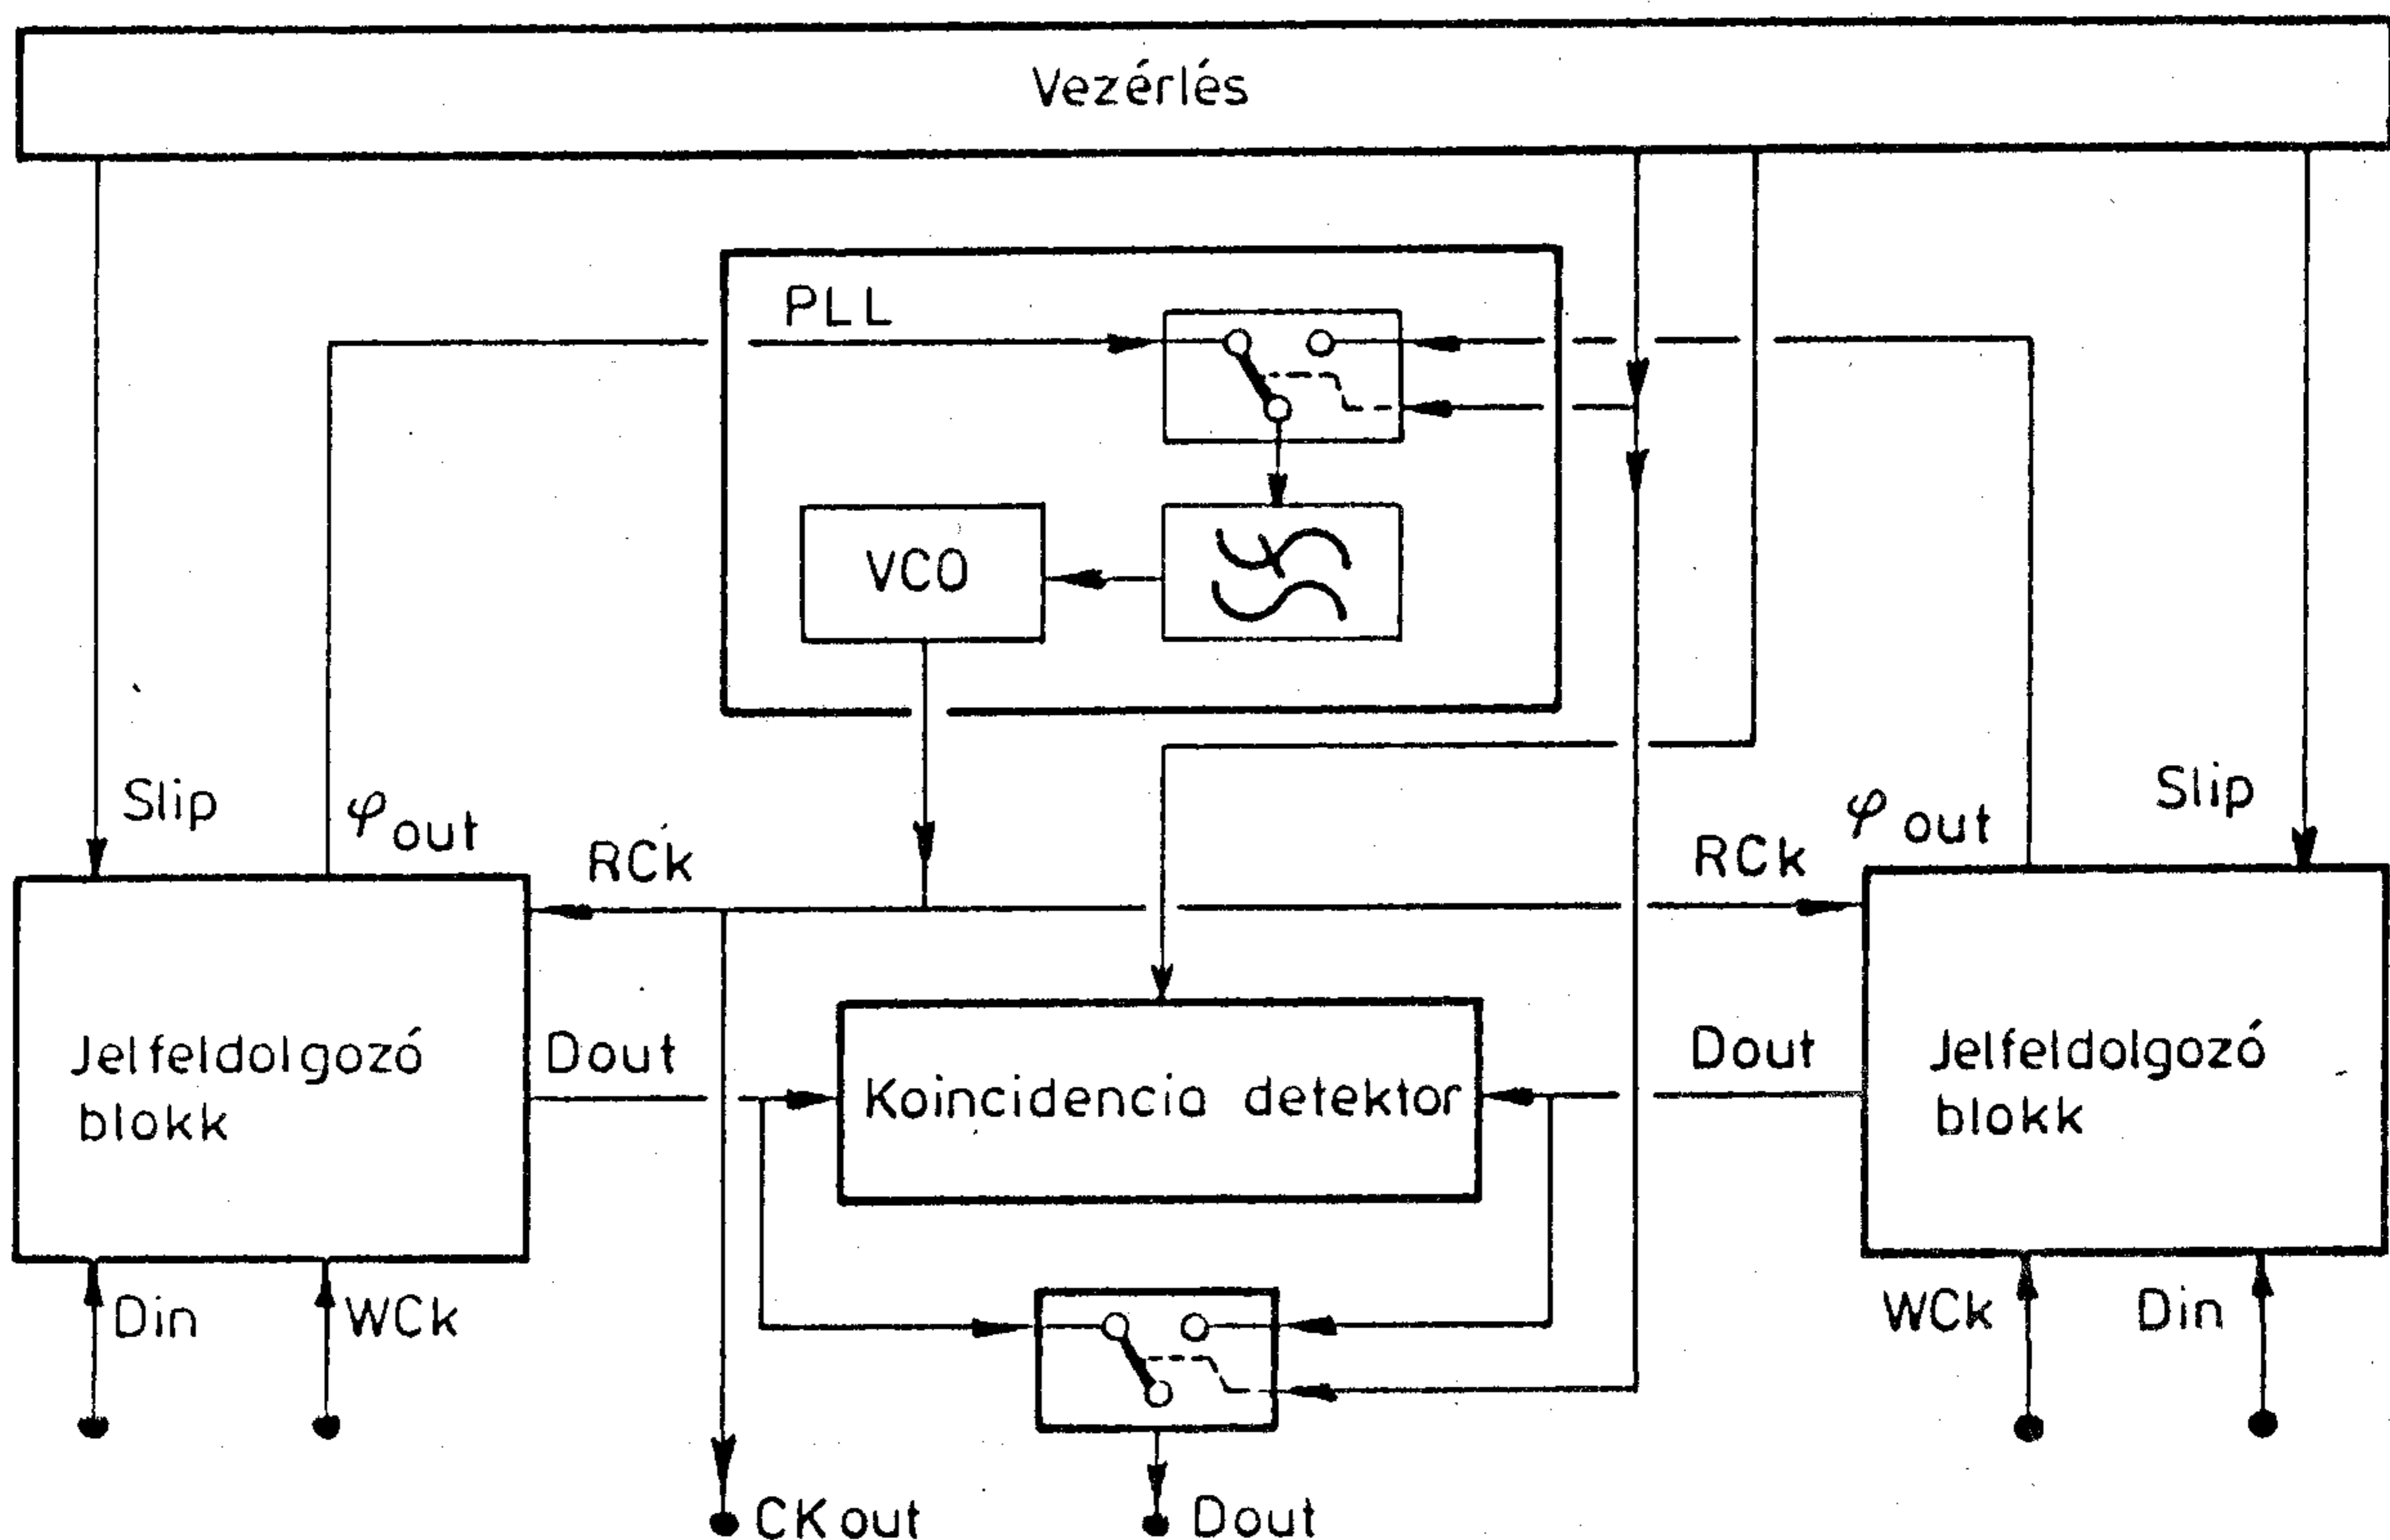 Vezérlés
PLL
VCO
Slip
φout
RCk
RCk
φout
Slip
Jelfeldolgozó
blokk
Dout
Koincidencia detektor
Dout
Jelfeldolgozó
blokk
Din
WCk
WCk
Din
CKout
Dout